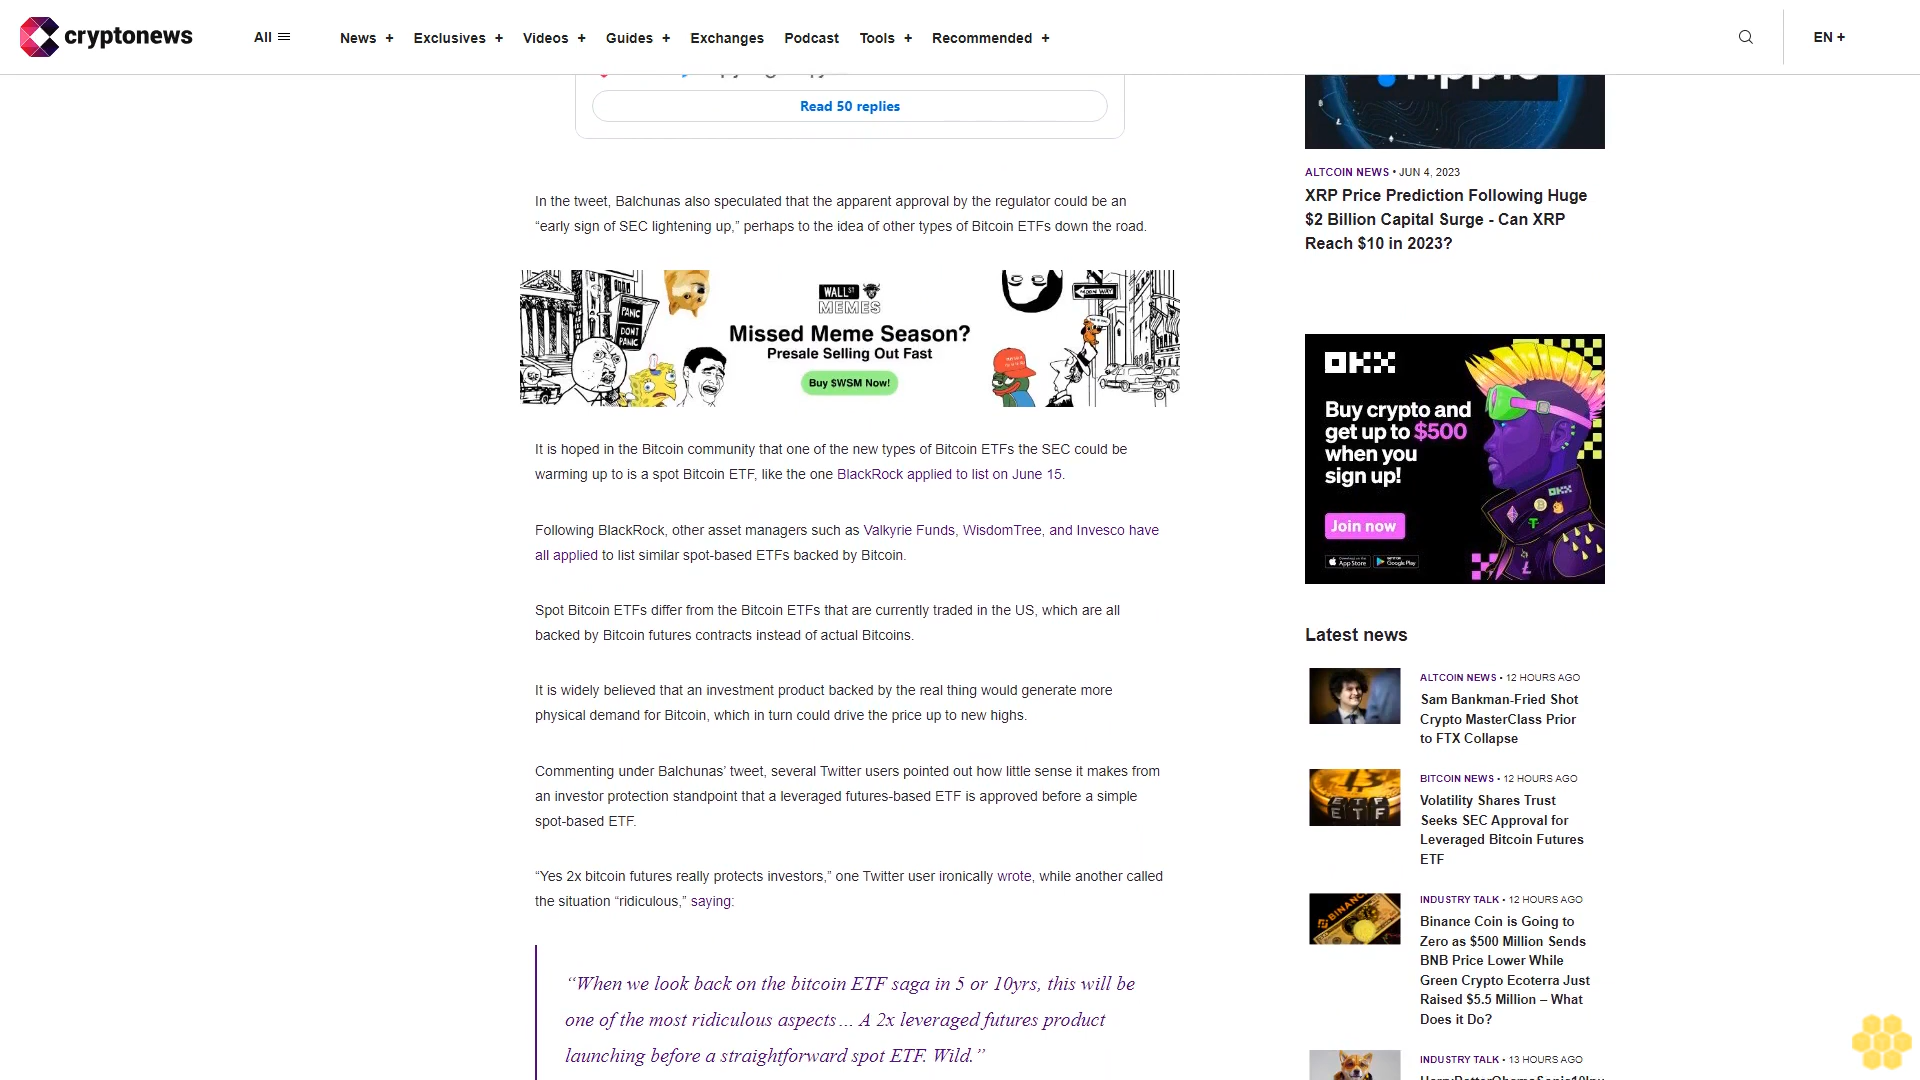 cryptonews
All
News +
Exclusives +
Videos +
Guides +
Exchanges
Podcast
Tools +
Recommended +
EN +
Read 50 replies
In the tweet, Balchunas also speculated that the apparent approval by the regulator could be an
“early sign of SEC lightening up,” perhaps to the idea of other types of Bitcoin ETFs down the road.
PANIC
DON'T
PANIC
WALL ST
MEMES
Missed Meme Season?
Presale Selling Out Fast
Buy $WSM Now!
It is hoped in the Bitcoin community that one of the new types of Bitcoin ETFs the SEC could be
warming up to is a spot Bitcoin ETF, like the one BlackRock applied to list on June 15.
Following BlackRock, other asset managers such as Valkyrie Funds, WisdomTree, and Invesco have
all applied to list similar spot-based ETFs backed by Bitcoin.
Spot Bitcoin ETFs differ from the Bitcoin ETFs that are currently traded in the US, which are all
backed by Bitcoin futures contracts instead of actual Bitcoins.
It is widely believed that an investment product backed by the real thing would generate more
physical demand for Bitcoin, which in turn could drive the price up to new highs.
Commenting under Balchunas’ tweet, several Twitter users pointed out how little sense it makes from
an investor protection standpoint that a leveraged futures-based ETF is approved before a simple
spot-based ETF.
“Yes 2x bitcoin futures really protects investors,” one Twitter user ironically wrote, while another called
the situation “ridiculous,” saying:
“When we look back on the bitcoin ETF saga in 5 or 10yrs, this will be
one of the most ridiculous aspects… A 2x leveraged futures product
launching before a straightforward spot ETF. Wild.”
ripple
ALTCOIN NEWS • JUN 4, 2023
XRP Price Prediction Following Huge
$2 Billion Capital Surge - Can XRP
Reach $10 in 2023?
OKX
Buy crypto and
get up to $500
when you
sign up!
Join now
App Store
Google Play
OKX
Latest news
ALTCOIN NEWS • 12 HOURS AGO
Sam Bankman-Fried Shot
Crypto MasterClass Prior
to FTX Collapse
ETF
ETF
BITCOIN NEWS • 12 HOURS AGO
Volatility Shares Trust
Seeks SEC Approval for
Leveraged Bitcoin Futures
ETF
BINANCE
INDUSTRY TALK • 12 HOURS AGO
Binance Coin is Going to
Zero as $500 Million Sends
BNB Price Lower While
Green Crypto Ecoterra Just
Raised $5.5 Million – What
Does it Do?
INDUSTRY TALK • 13 HOURS AGO